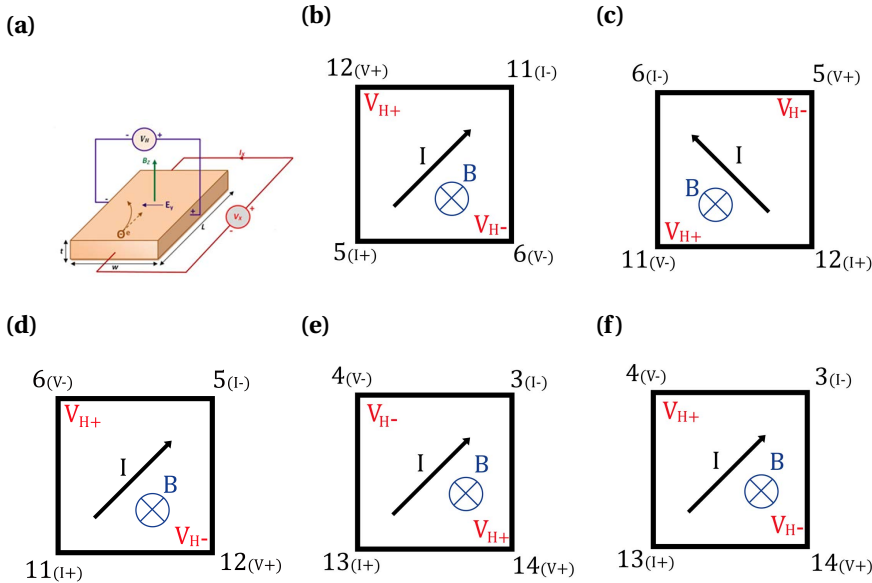 (a)
V_H
- +
B_z
I_x
E_y
-
+
e
V_x
+
-
L
t
w
(b)
12(V+) 11(I-)
V_H+
I
B
V_H-
5(I+) 6(V-)
(c)
6(I-) 5(V+)
V_H-
I
B
V_H+
11(V-) 12(I+)
(d)
6(V-) 5(I-)
V_H+
I
B
V_H-
11(I+) 12(V+)
(e)
4(V-) 3(I-)
V_H-
I
B
V_H+
13(I+) 14(V+)
(f)
4(V-) 3(I-)
V_H+
I
B
V_H-
13(I+) 14(V+)